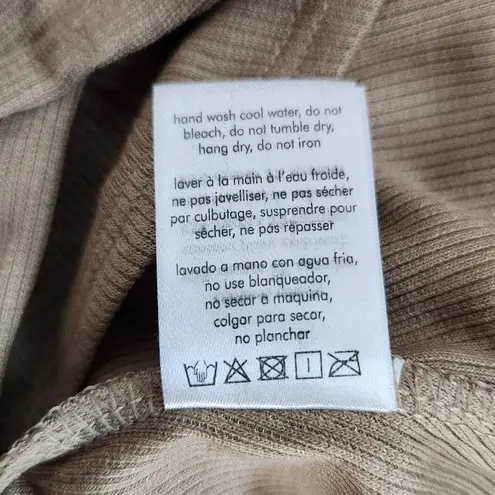 hand wash cool water, do not
bleach, do not tumble dry,
hang dry, do not iron
laver à la main à l'eau froide,
ne pas javelliser, ne pas sécher
par culbutage, suspendre pour
sécher, ne pas repasser
lavado a mano con agua fria,
no use blanqueador,
no secar a maquina,
colgar para secar,
no planchar